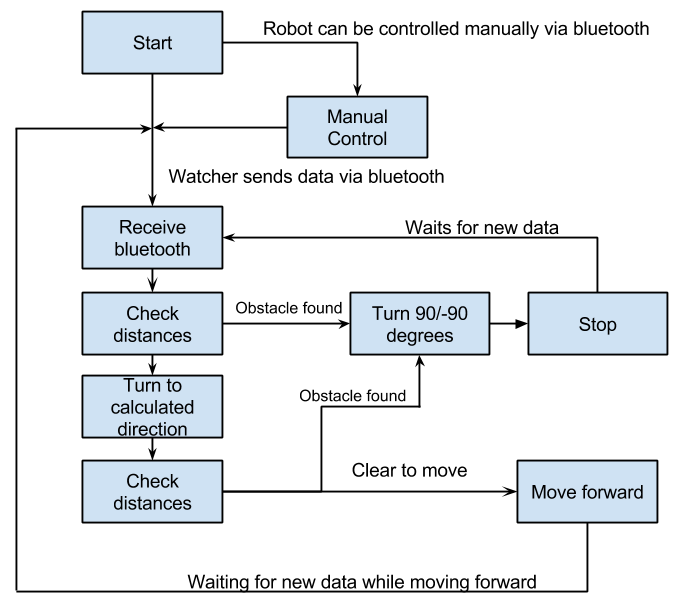 Start
Robot can be controlled manually via bluetooth
Manual
Control
Watcher sends data via bluetooth
Receive
bluetooth
Waits for new data
Check
distances
Obstacle found
Turn 90/-90
degrees
Stop
Turn to
calculated
direction
Obstacle found
Check
distances
Clear to move
Move forward
Waiting for new data while moving forward